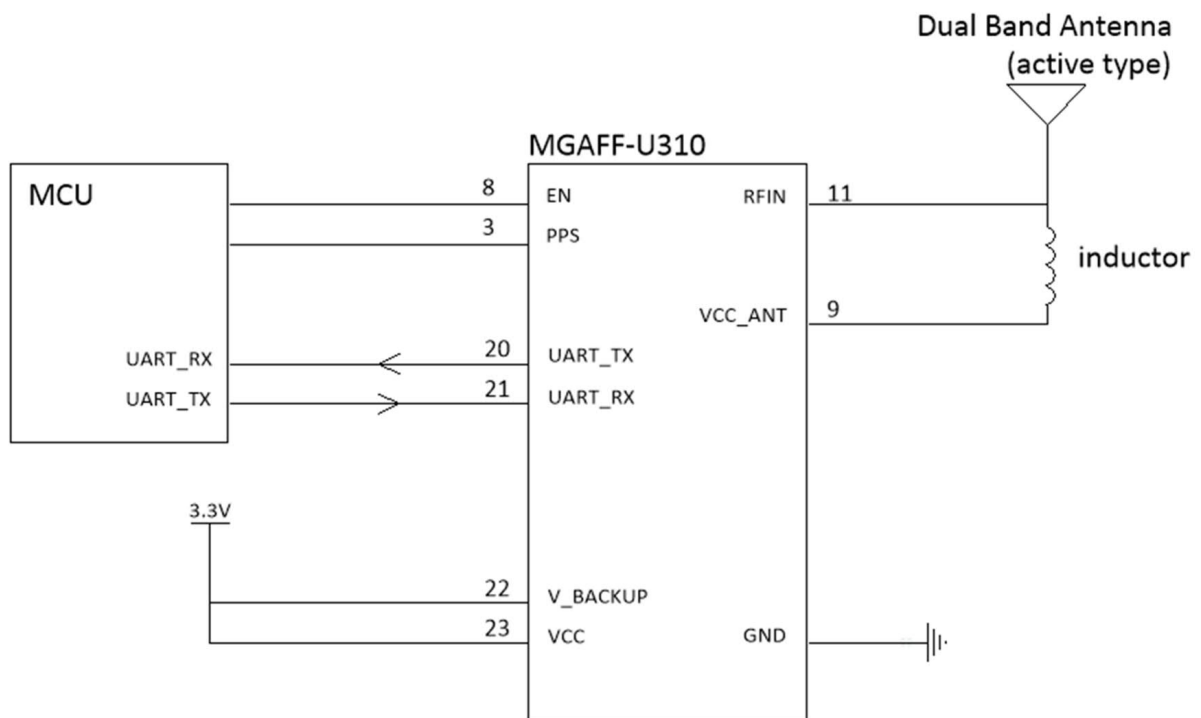 Dual Band Antenna
(active type)
MGAFF-U310
MCU
8 EN RFIN 11
3 PPS
inductor
VCC_ANT 9
UART_RX 20 UART_TX
UART_TX 21 UART_RX
3.3V
22 V_BACKUP
23 VCC GND